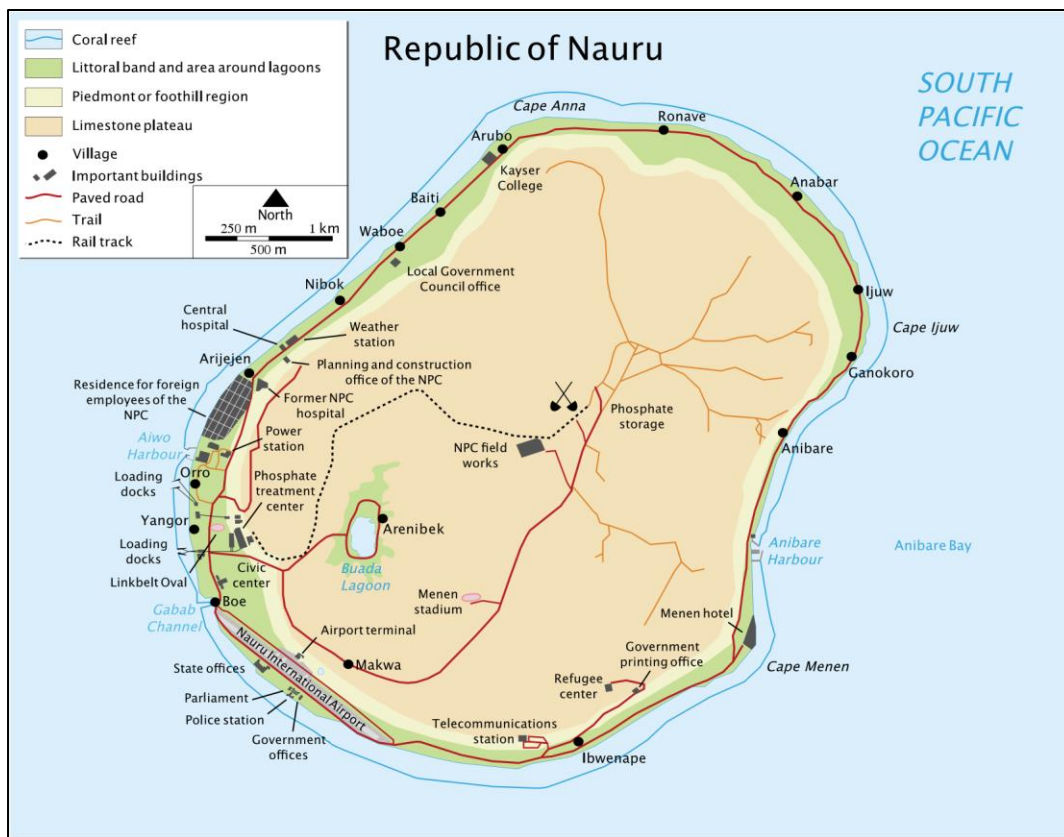 Coral reef
Littoral band and area around lagoons
Piedmont or foothill region
Limestone plateau
Village
Important buildings
Paved road
Trail
Rail track
North
250 m
1 km
500 m
Republic of Nauru
SOUTH
PACIFIC
OCEAN
Cape Anna
Ronave
Arubo
Kayser
College
Anabar
Baiti
Waboe
Local Government
Council office
Nibok
Ijuw
Cape Ijuw
Central
hospital
Weather
station
Ganokoro
Arijejen
Planning and construction
office of the NPC
Residence for foreign
employees of the
NPC
Former NPC
hospital
Phosphate
storage
Anibare
Aiwo
Harbour
Power
station
NPC field
works
Orro
Loading
docks
Phosphate
treatment
center
Yangor
Arenibek
Loading
docks
Anibare
Harbour
Anibare Bay
Linkbelt Oval
Civic
center
Buada
Lagoon
Boe
Menen
stadium
Menen hotel
Gabab
Channel
Airport terminal
Nauru International Airport
Makwa
Government
printing office
Cape Menen
State offices
Refugee
center
Parliament
Police station
Government
offices
Telecommunications
station
Ibwenape